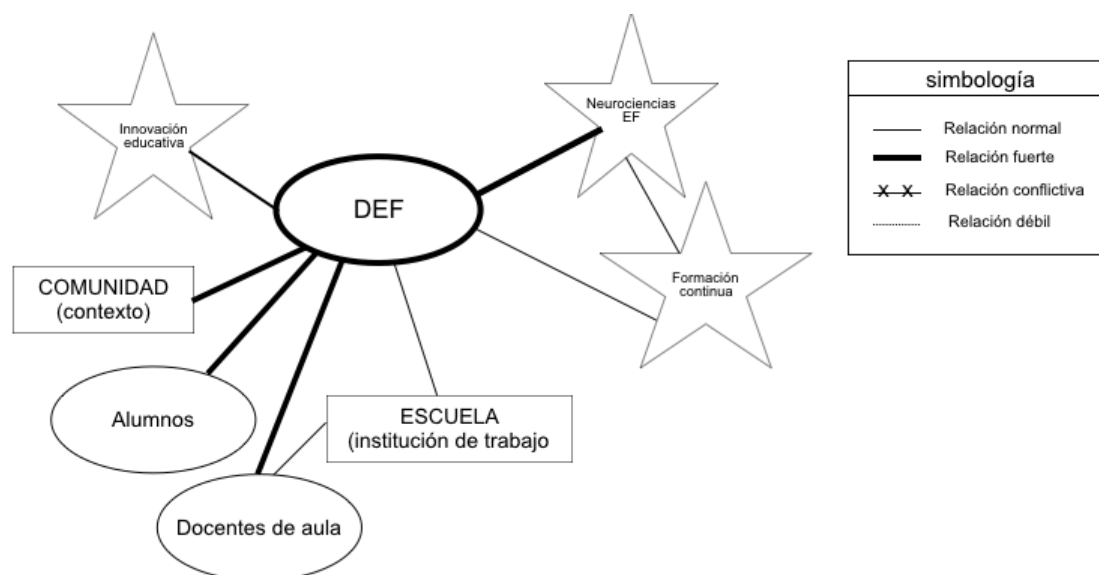 Innovación
educativa
Neurociencias
EF
DEF
Formación
continua
COMUNIDAD
(contexto)
Alumnos
ESCUELA
(institución de trabajo
Docentes de aula
simbología
Relación normal
Relación fuerte
X X Relación conflictiva
Relación débil